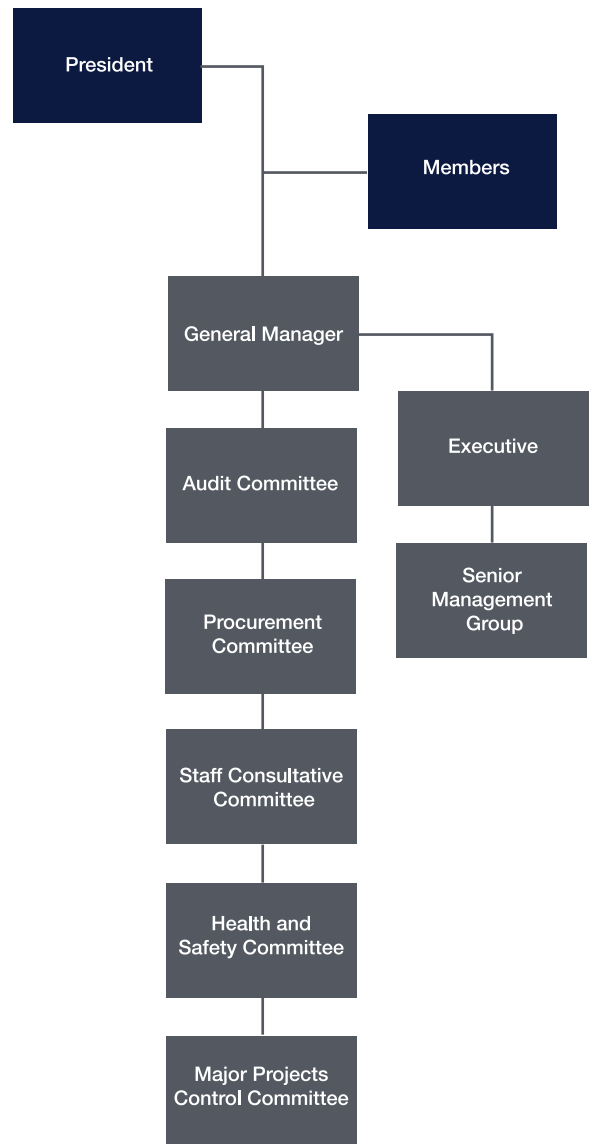 President
Members
General Manager
Executive
Audit Committee
Senior
Management
Group
Procurement
Committee
Staff Consultative
Committee
Health and
Safety Committee
Major Projects
Control Committee